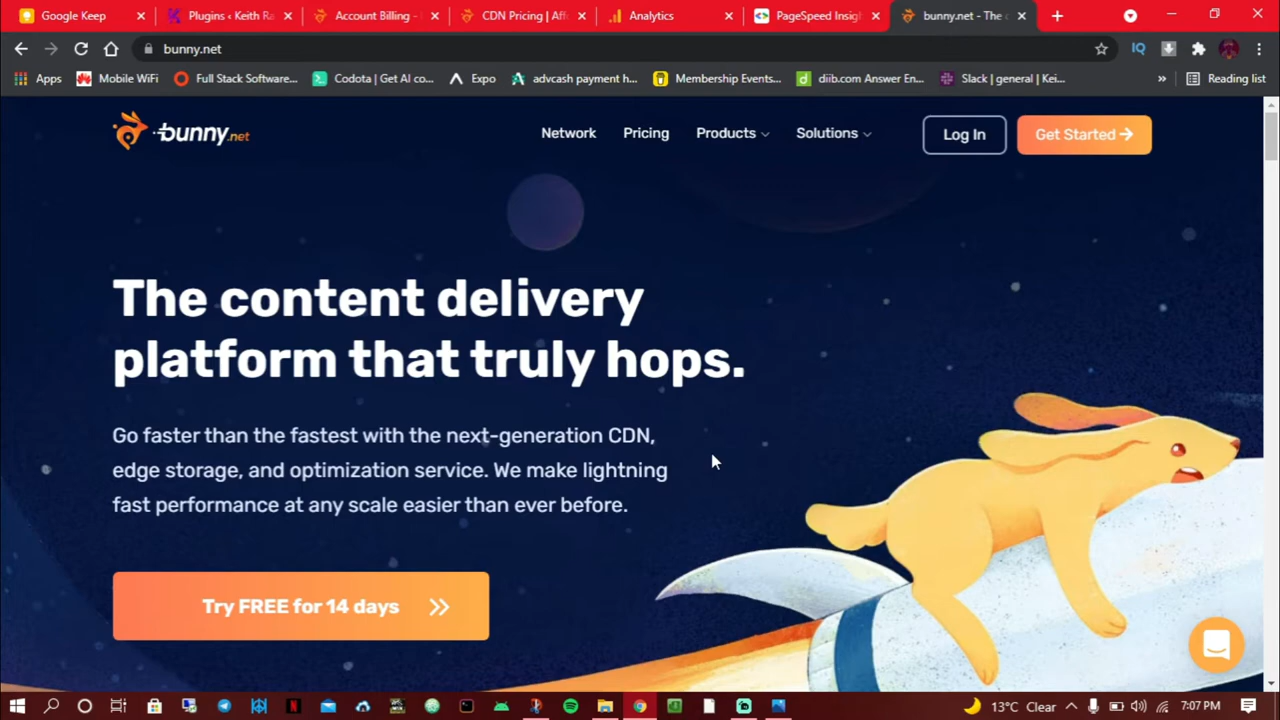 Google Keep
Plugins ‹ Keith Ra
Account Billing -
CDN Pricing | Aff
Analytics
PageSpeed Insig
bunny.net - The c
bunny.net
Apps
Mobile WiFi
Full Stack Software...
Codota | Get AI co...
Expo
advcash payment h...
Membership Events...
diib.com Answer En...
Slack | general | Kei...
»
Reading list
bunny.net
Network
Pricing
Products
Solutions
Log In
Get Started
The content delivery
platform that truly hops.
Go faster than the fastest with the next-generation CDN,
edge storage, and optimization service. We make lightning
fast performance at any scale easier than ever before.
Try FREE for 14 days
13°C Clear
7:07 PM